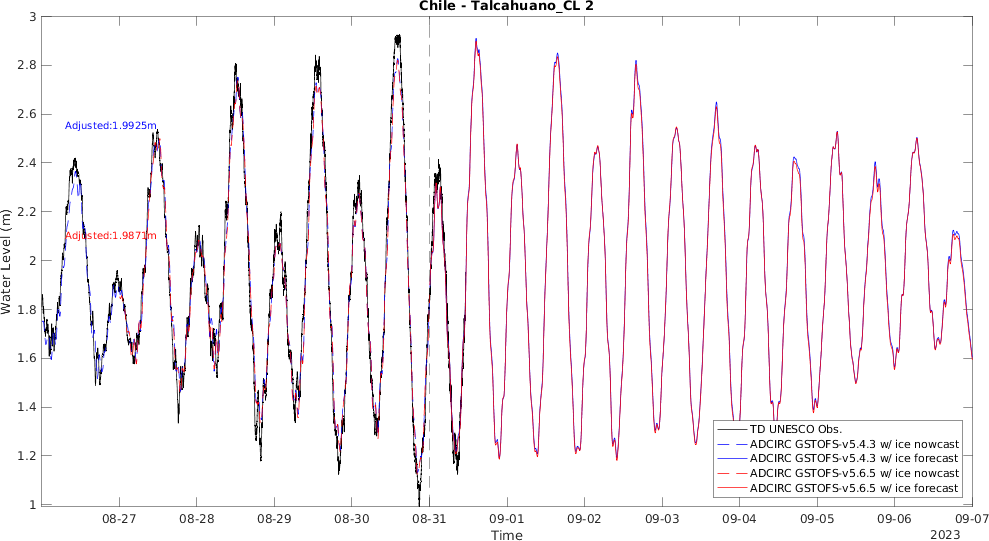 Chile - Talcahuano_CL 2
Water Level (m)
3
2.8
2.6
2.4
2.2
2
1.8
1.6
1.4
1.2
1
Adjusted:1.9925m
Adjusted:1.9871m
TD UNESCO Obs.
ADCIRC GSTOFS-v5.4.3 w/ ice nowcast
ADCIRC GSTOFS-v5.4.3 w/ ice forecast
ADCIRC GSTOFS-v5.6.5 w/ ice nowcast
ADCIRC GSTOFS-v5.6.5 w/ ice forecast
08-27 08-28 08-29 08-30 08-31 09-01 09-02 09-03 09-04 09-05 09-06 09-07
Time
2023